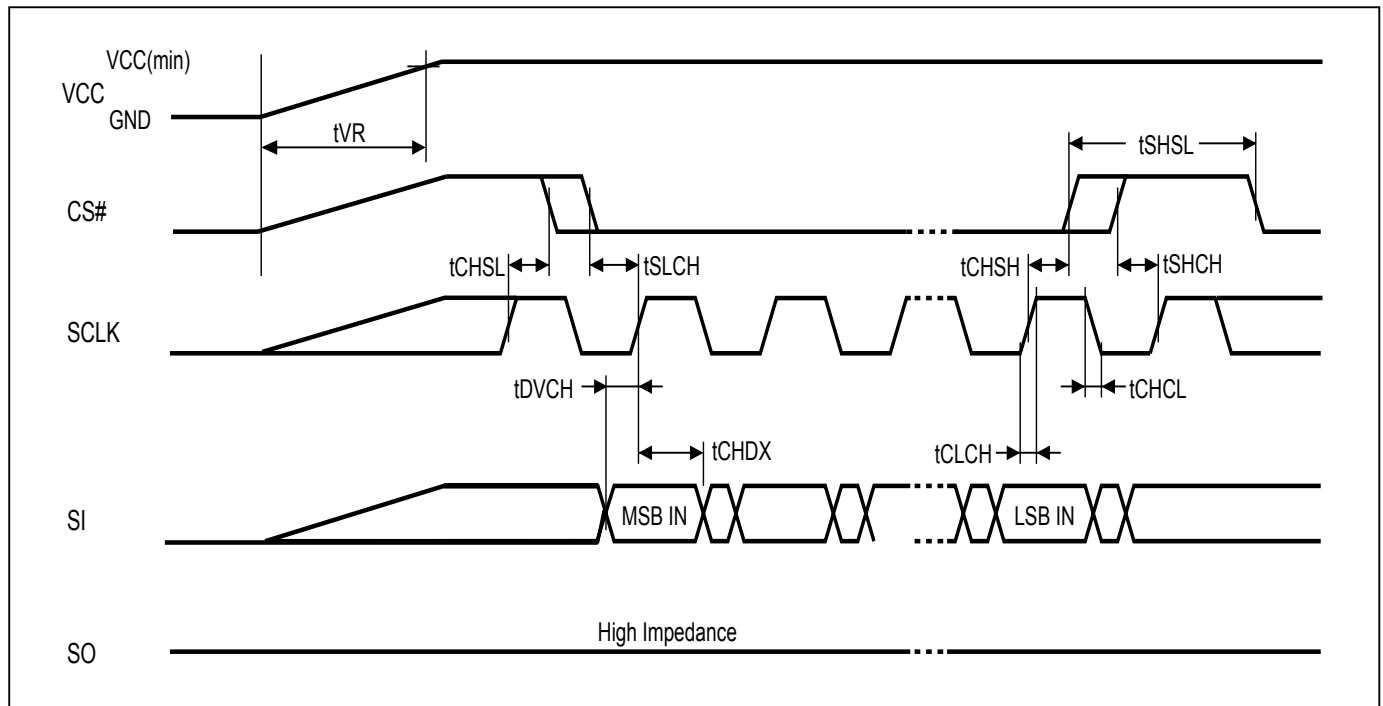 VCC(min)
VCC
GND
tVR
tSHSL
CS#
tCHSL
tSLCH
tCHSH
tSHCH
SCLK
tDVCH
tCHCL
tCHDX
tCLCH
SI
MSB IN
LSB IN
High Impedance
SO